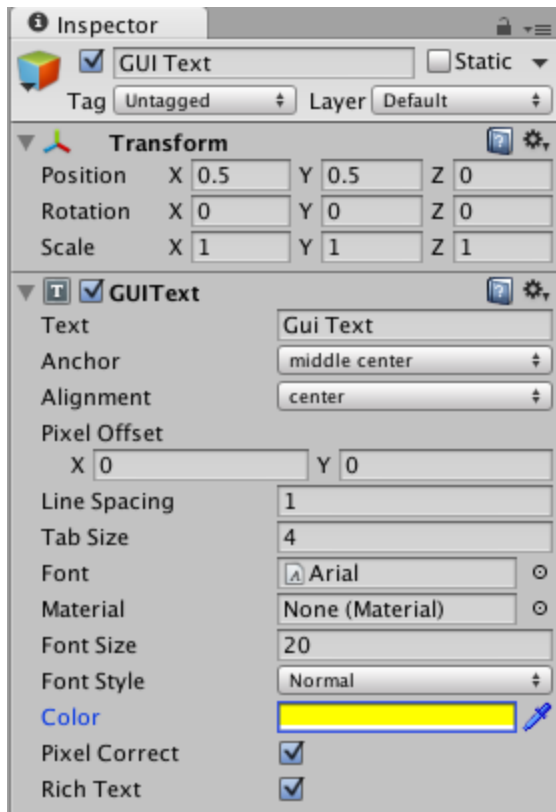 Inspector
GUI Text Static
Tag Untagged Layer Default
Transform
Position X 0.5 Y 0.5 Z 0
Rotation X 0 Y 0 Z 0
Scale X 1 Y 1 Z 1
GUIText
Text Gui Text
Anchor middle center
Alignment center
Pixel Offset
X 0 Y 0
Line Spacing 1
Tab Size 4
Font Arial
Material None (Material)
Font Size 20
Font Style Normal
Color
Pixel Correct
Rich Text